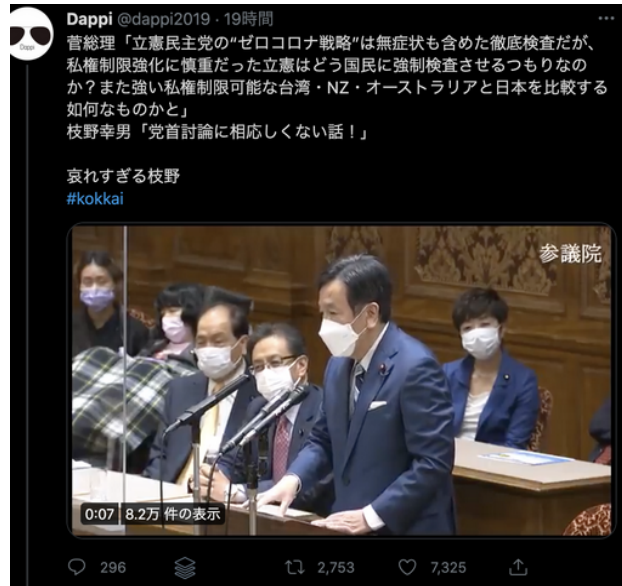 Dappi @dappi2019・19時間
菅総理「立憲民主党の“ゼロコロナ戦略”は無症状も含めた徹底検査だが、
私権制限強化に慎重だった立憲はどう国民に強制検査させるつもりなの
か？また強い私権制限可能な台湾・NZ・オーストラリアと日本を比較する
如何なものかと」
枝野幸男「党首討論に相応しくない話！」
哀れすぎる枝野
#kokkai
Dappi
参議院
0:07 8.2万 件の表示
296 2,753 7,325